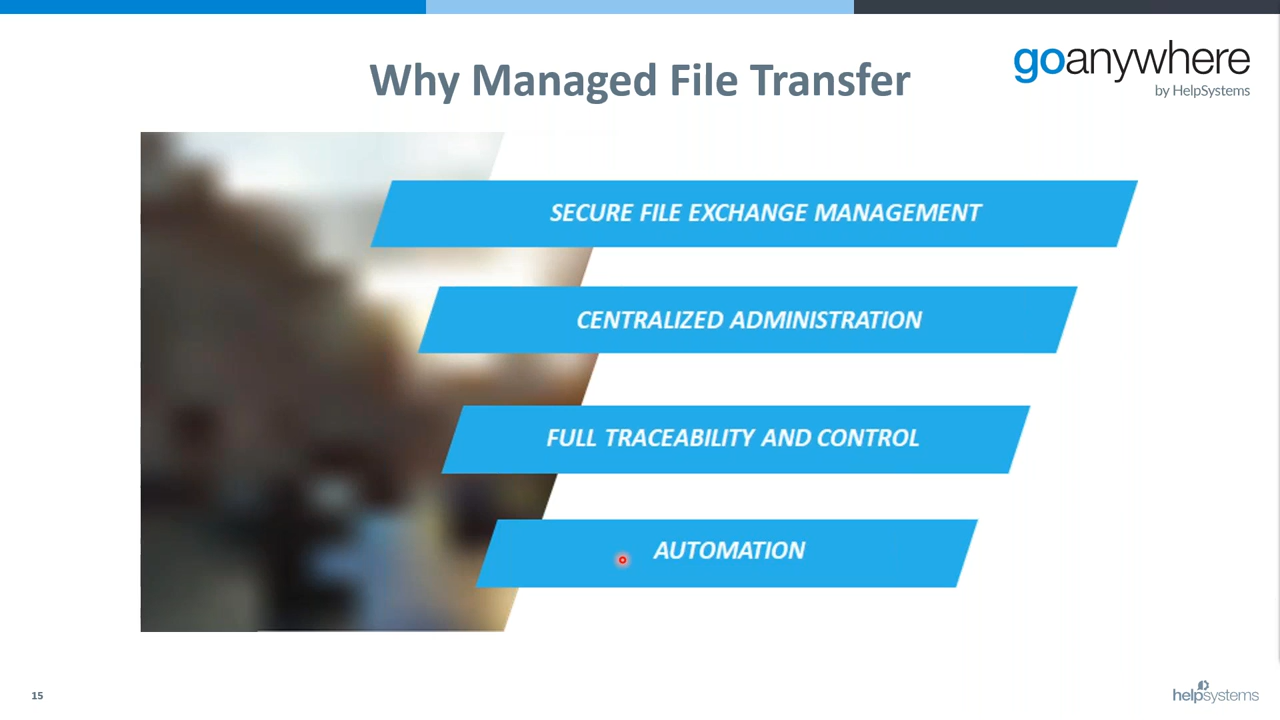 goanywhere
by HelpSystems
Why Managed File Transfer
SECURE FILE EXCHANGE MANAGEMENT
CENTRALIZED ADMINISTRATION
FULL TRACEABILITY AND CONTROL
AUTOMATION
15
helpsystems